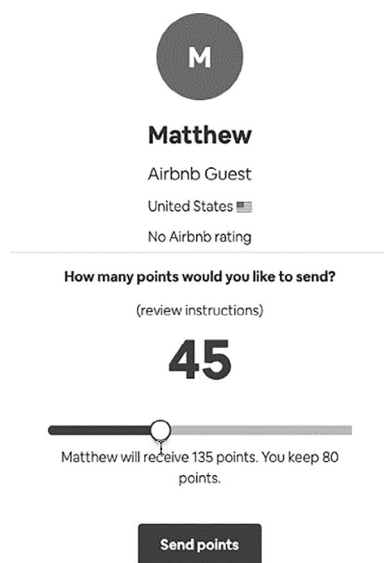 M
Matthew
Airbnb Guest
United States
No Airbnb rating
How many points would you like to send?
(review instructions)
45
Matthew will receive 135 points. You keep 80
points.
Send points